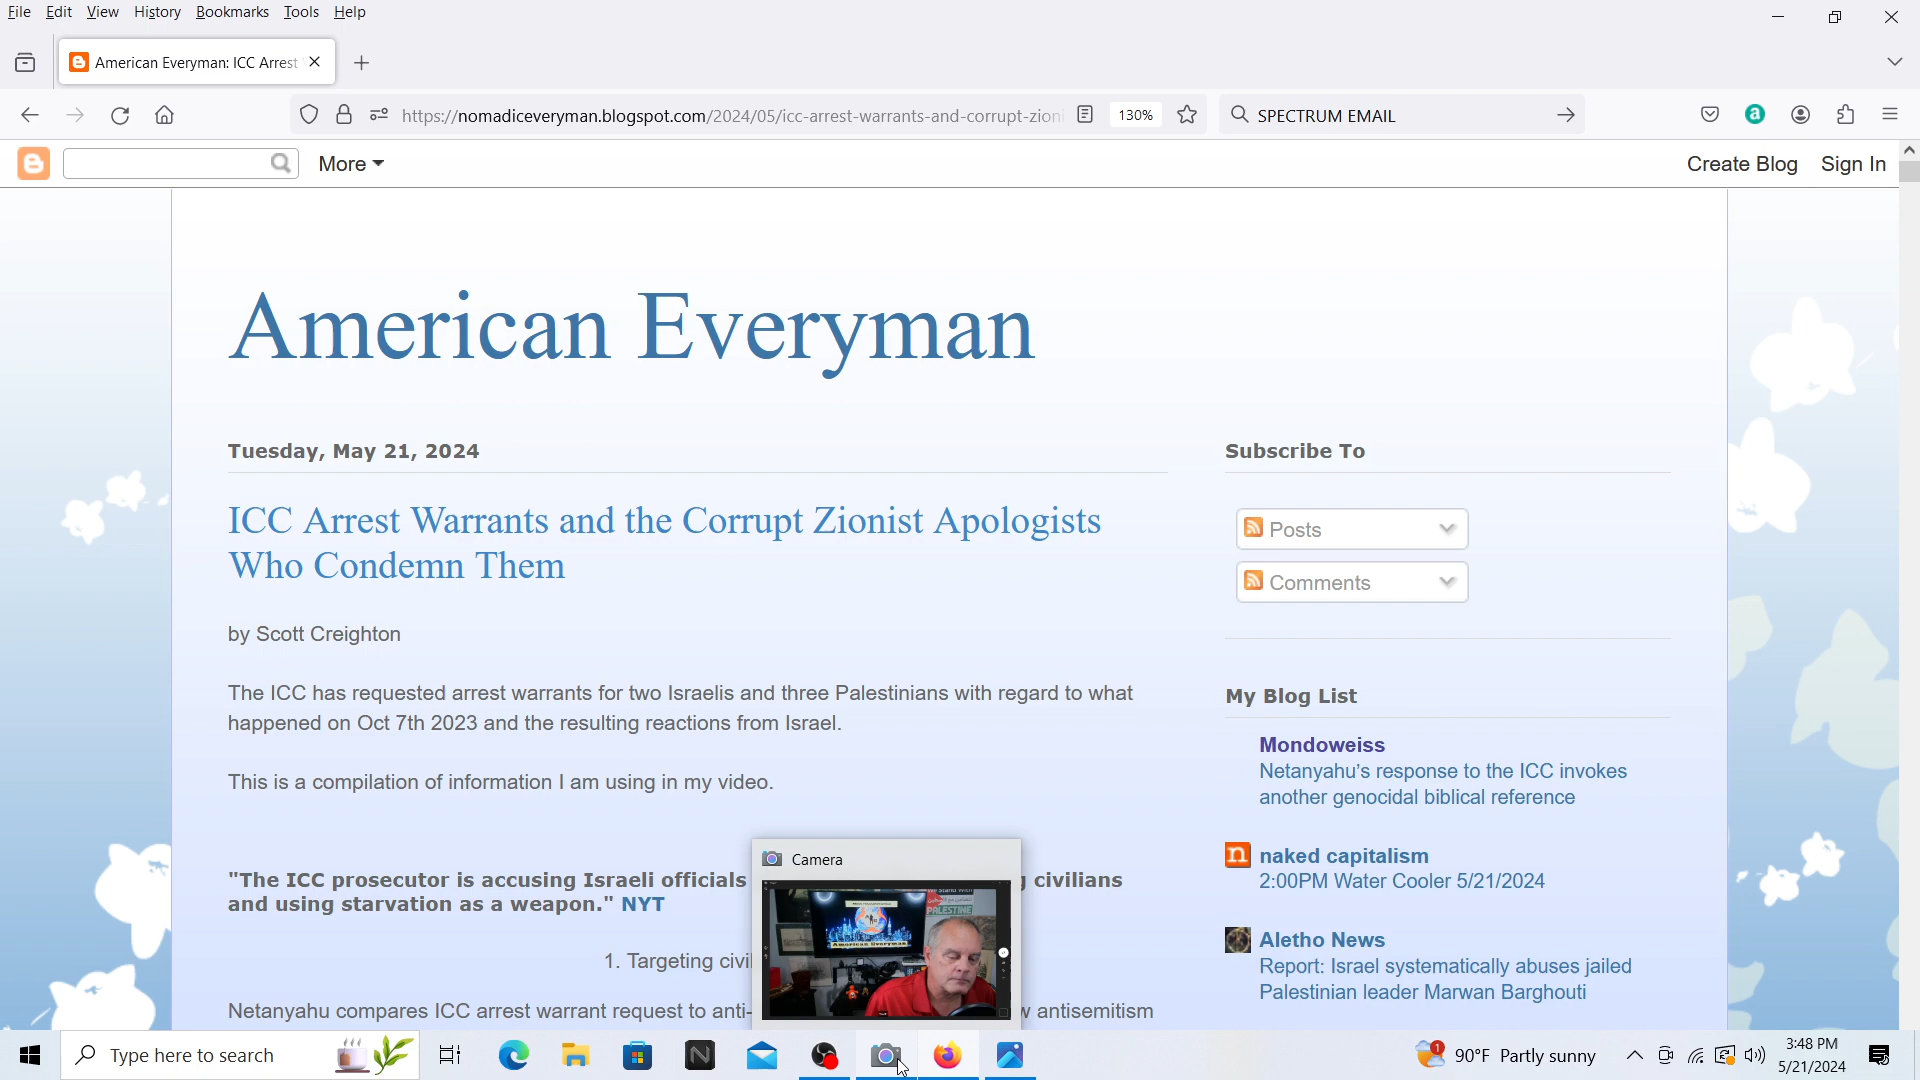 File Edit View History Bookmarks Tools Help
American Everyman: ICC Arrest
https://nomadiceveryman.blogspot.com/2024/05/icc-arrest-warrants-and-corrupt-zion
130%
SPECTRUM EMAIL
More
Create Blog Sign In
American Everyman
Tuesday, May 21, 2024
ICC Arrest Warrants and the Corrupt Zionist Apologists
Who Condemn Them
by Scott Creighton
The ICC has requested arrest warrants for two Israelis and three Palestinians with regard to what
happened on Oct 7th 2023 and the resulting reactions from Israel.
This is a compilation of information I am using in my video.
"The ICC prosecutor is accusing Israeli officials civilians
and using starvation as a weapon." NYT
1. Targeting civi
Netanyahu compares ICC arrest warrant request to anti- antisemitism
Subscribe To
Posts
Comments
My Blog List
Mondoweiss
Netanyahu's response to the ICC invokes
another genocidal biblical reference
naked capitalism
2:00PM Water Cooler 5/21/2024
Aletho News
Report: Israel systematically abuses jailed
Palestinian leader Marwan Barghouti
Camera
PALESTINE
American Everyman
Type here to search
90°F Partly sunny
3:48 PM
5/21/2024